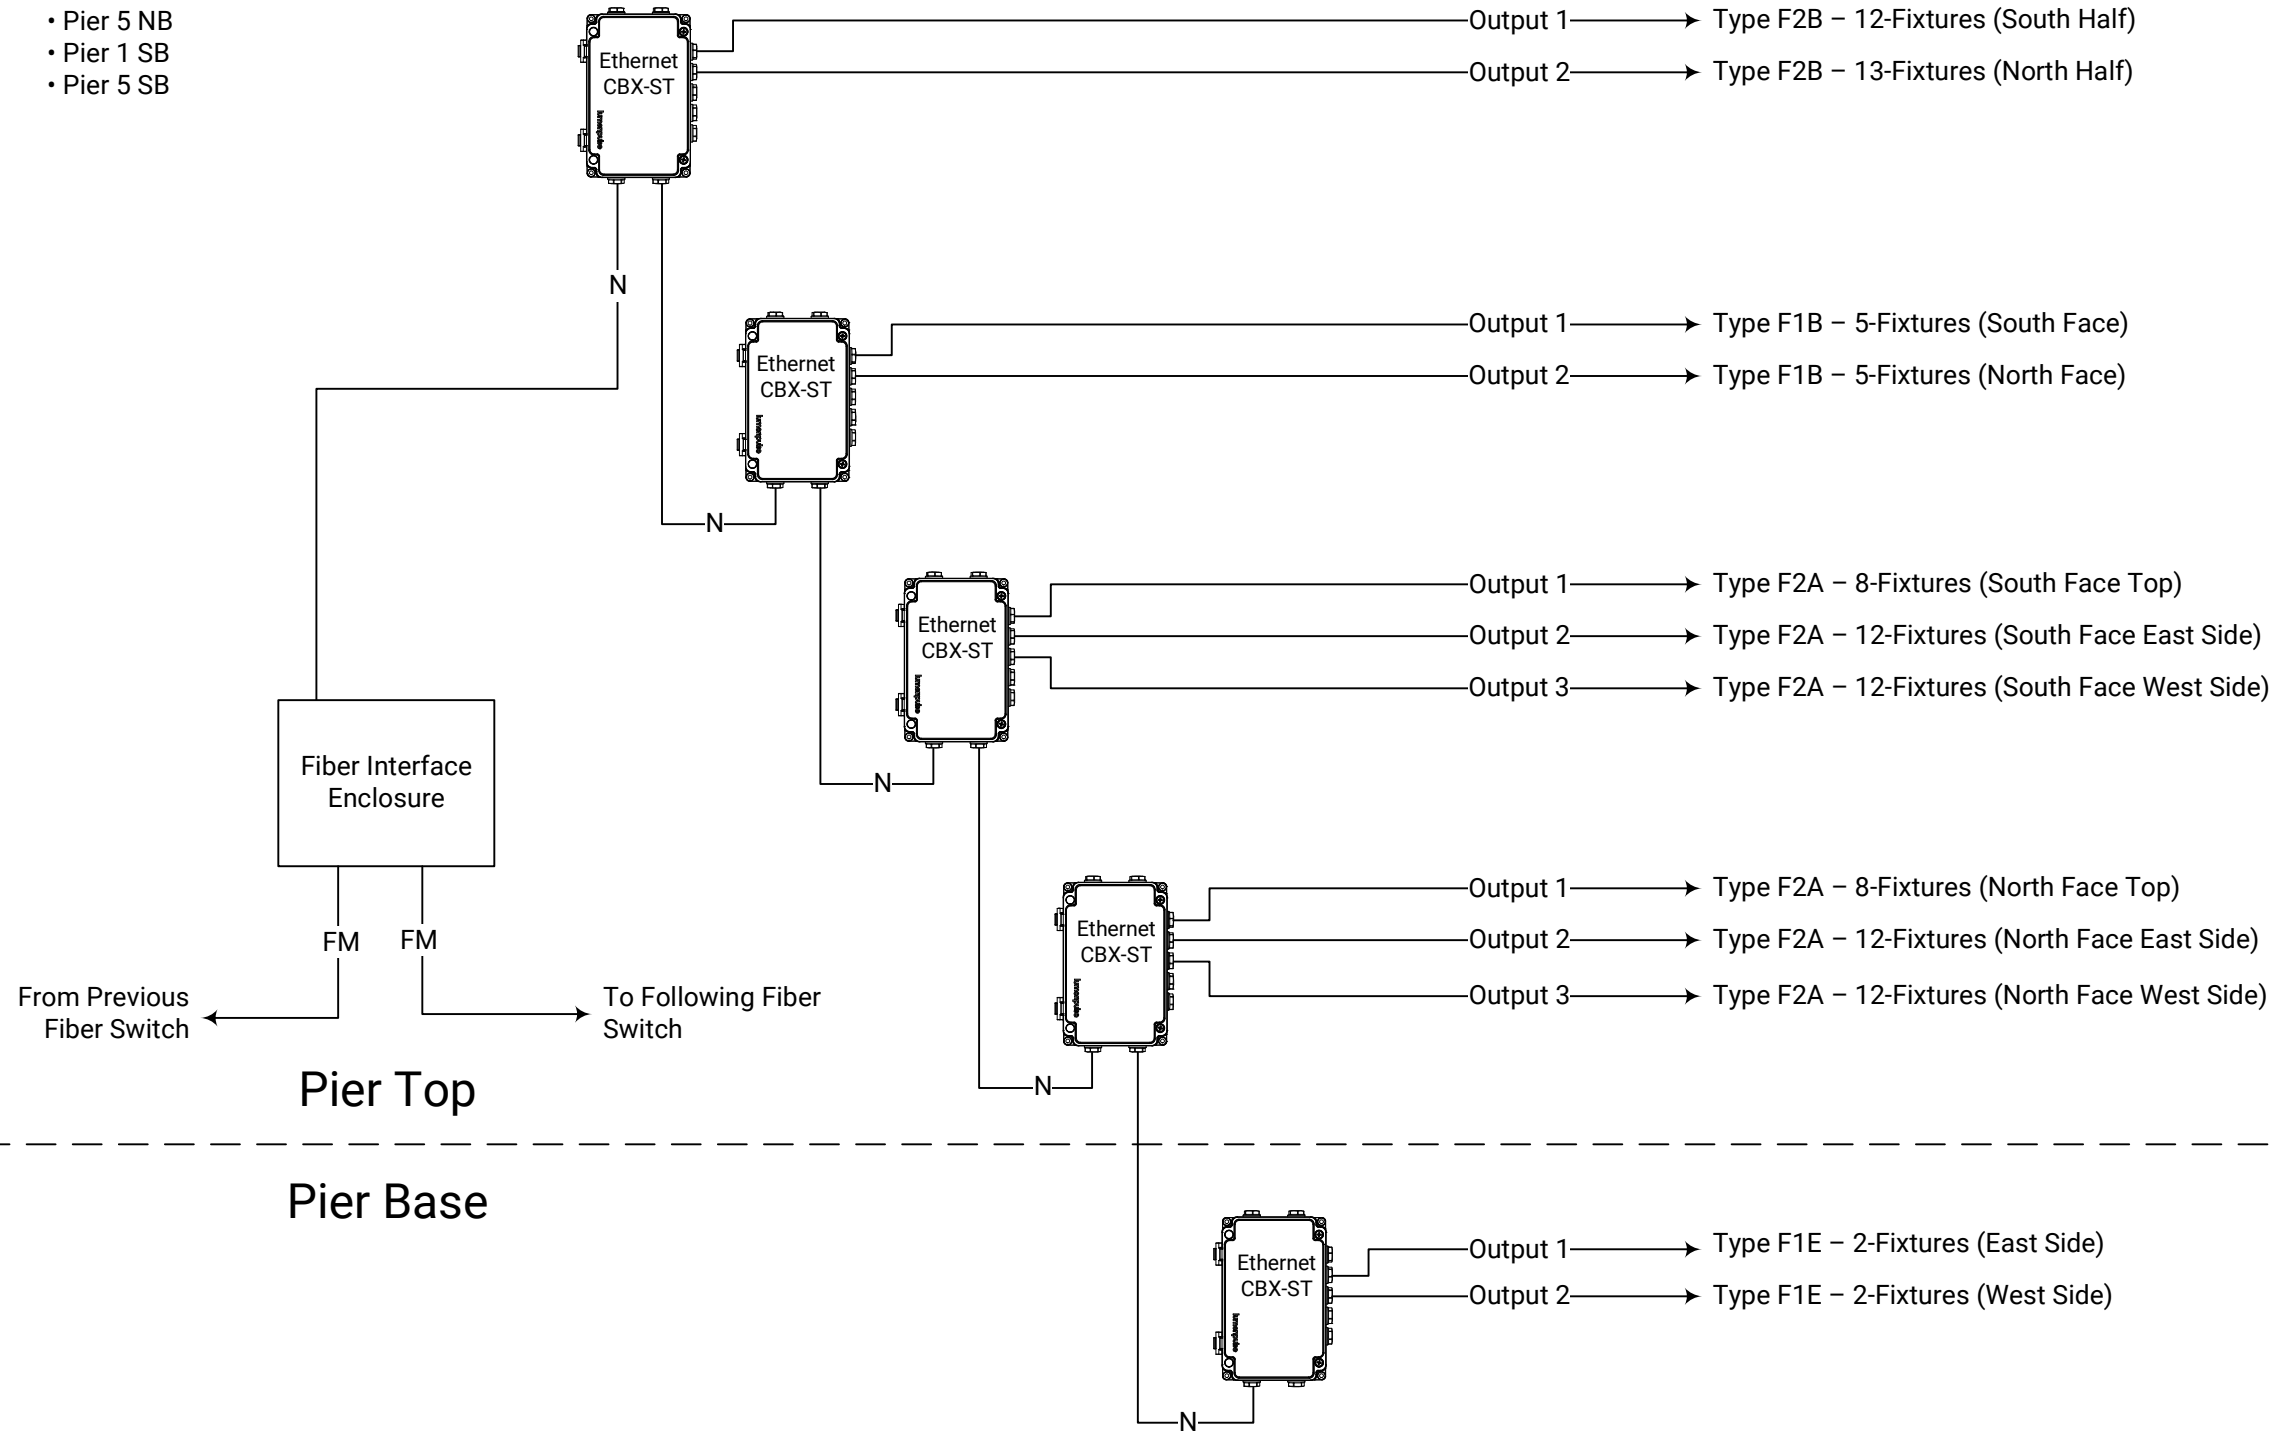 • Pier 5 NB
• Pier 1 SB
• Pier 5 SB
Ethernet
CBX-ST
lumenpulse
Output 1
Type F2B – 12-Fixtures (South Half)
Output 2
Type F2B – 13-Fixtures (North Half)
N
Ethernet
CBX-ST
lumenpulse
Output 1
Type F1B – 5-Fixtures (South Face)
Output 2
Type F1B – 5-Fixtures (North Face)
N
Ethernet
CBX-ST
lumenpulse
Output 1
Type F2A – 8-Fixtures (South Face Top)
Output 2
Type F2A – 12-Fixtures (South Face East Side)
Output 3
Type F2A – 12-Fixtures (South Face West Side)
N
Fiber Interface
Enclosure
FM
FM
From Previous
Fiber Switch
To Following Fiber
Switch
Ethernet
CBX-ST
lumenpulse
Output 1
Type F2A – 8-Fixtures (North Face Top)
Output 2
Type F2A – 12-Fixtures (North Face East Side)
Output 3
Type F2A – 12-Fixtures (North Face West Side)
N
Pier Top
Pier Base
Ethernet
CBX-ST
lumenpulse
Output 1
Type F1E – 2-Fixtures (East Side)
Output 2
Type F1E – 2-Fixtures (West Side)
N